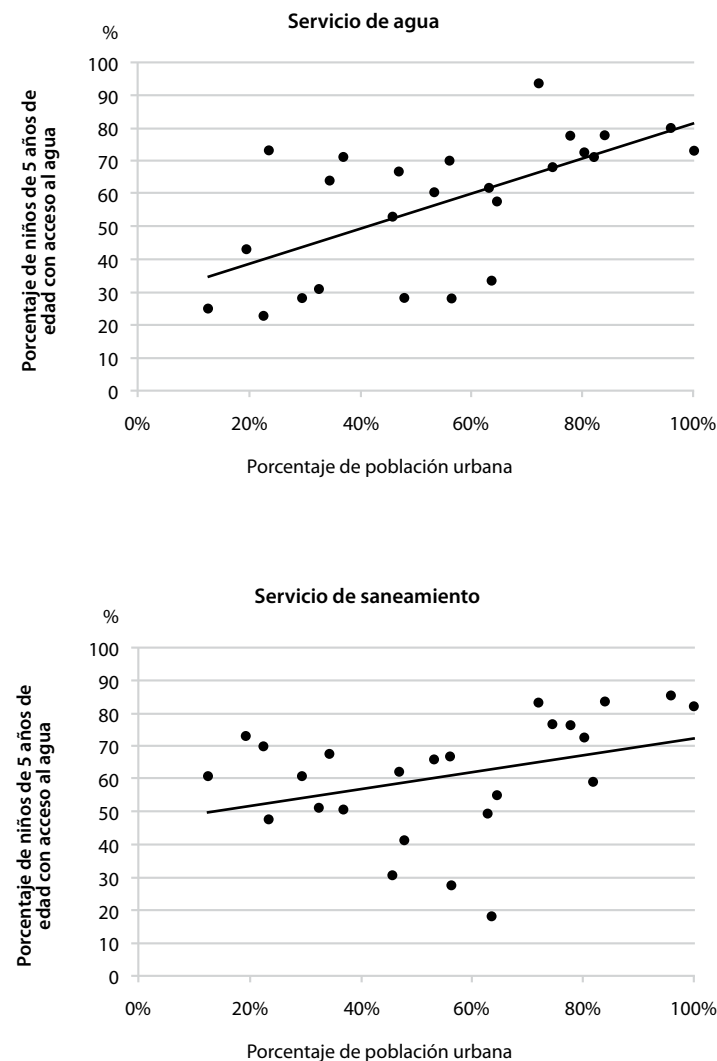 Servicio de agua
%
Porcentaje de niños de 5 años de
edad con acceso al agua
100
90
80
70
60
50
40
30
20
10
0
0% 20% 40% 60% 80% 100%
Porcentaje de población urbana
Servicio de saneamiento
%
Porcentaje de niños de 5 años de
edad con acceso al agua
100
90
80
70
60
50
40
30
20
10
0
0% 20% 40% 60% 80% 100%
Porcentaje de población urbana